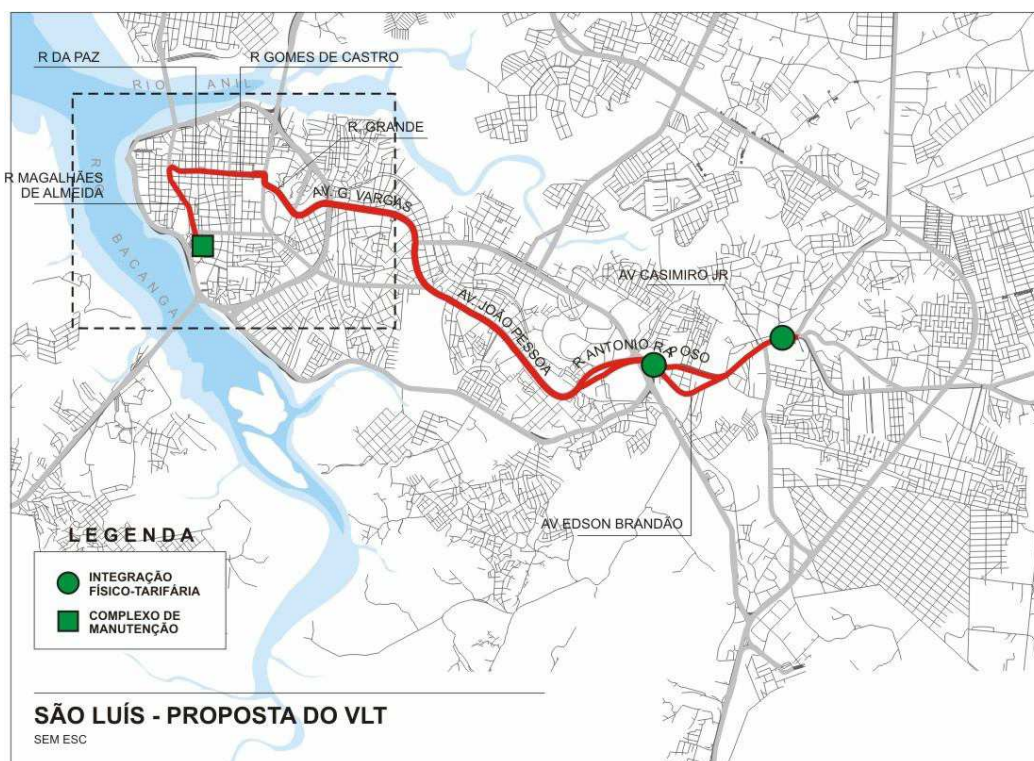 R DA PAZ
R GOMES DE CASTRO
RIO ANIL
R. GRANDE
R MAGALHÃES
DE ALMEIDA
AV. G. VARGAS
BACANGA
AV CASIMIRO JR
AV. JOÃO PESSOA
R ANTONIO RAPOSO
AV EDSON BRANDÃO
LEGENDA
INTEGRAÇÃO
FÍSICO-TARIFÁRIA
COMPLEXO DE
MANUTENÇÃO
SÃO LUÍS - PROPOSTA DO VLT
SEM ESC